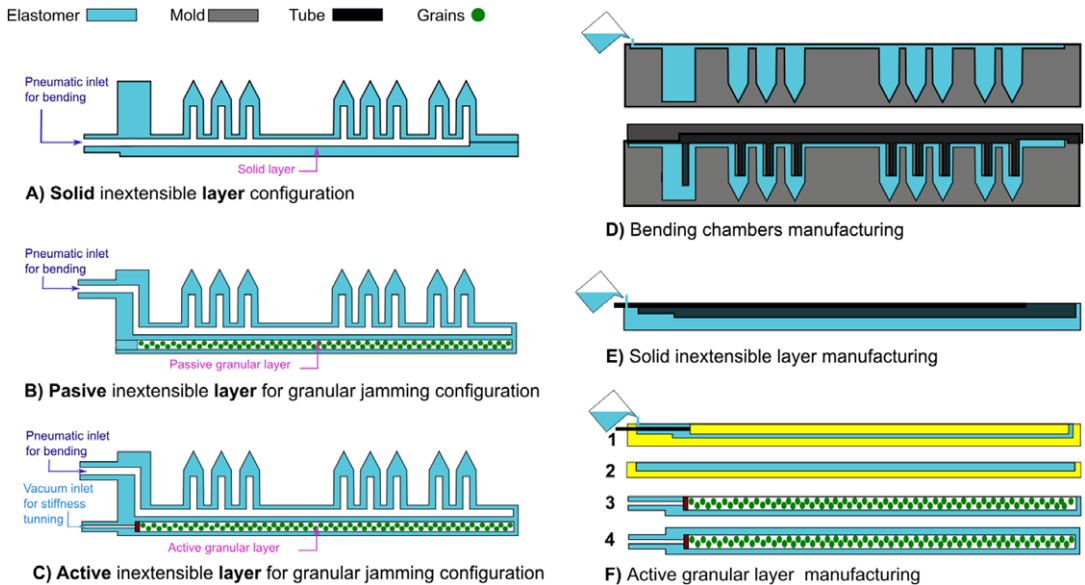 Elastomer Mold Tube Grains
Pneumatic inlet
for bending
Solid layer
A) Solid inextensible layer configuration
Pneumatic inlet
for bending
Passive granular layer
B) Pasive inextensible layer for granular jamming configuration
Pneumatic inlet
for bending
Vacuum inlet
for stiffness
tunning
Active granular layer
C) Active inextensible layer for granular jamming configuration
D) Bending chambers manufacturing
E) Solid inextensible layer manufacturing
1
2
3
4
F) Active granular layer manufacturing